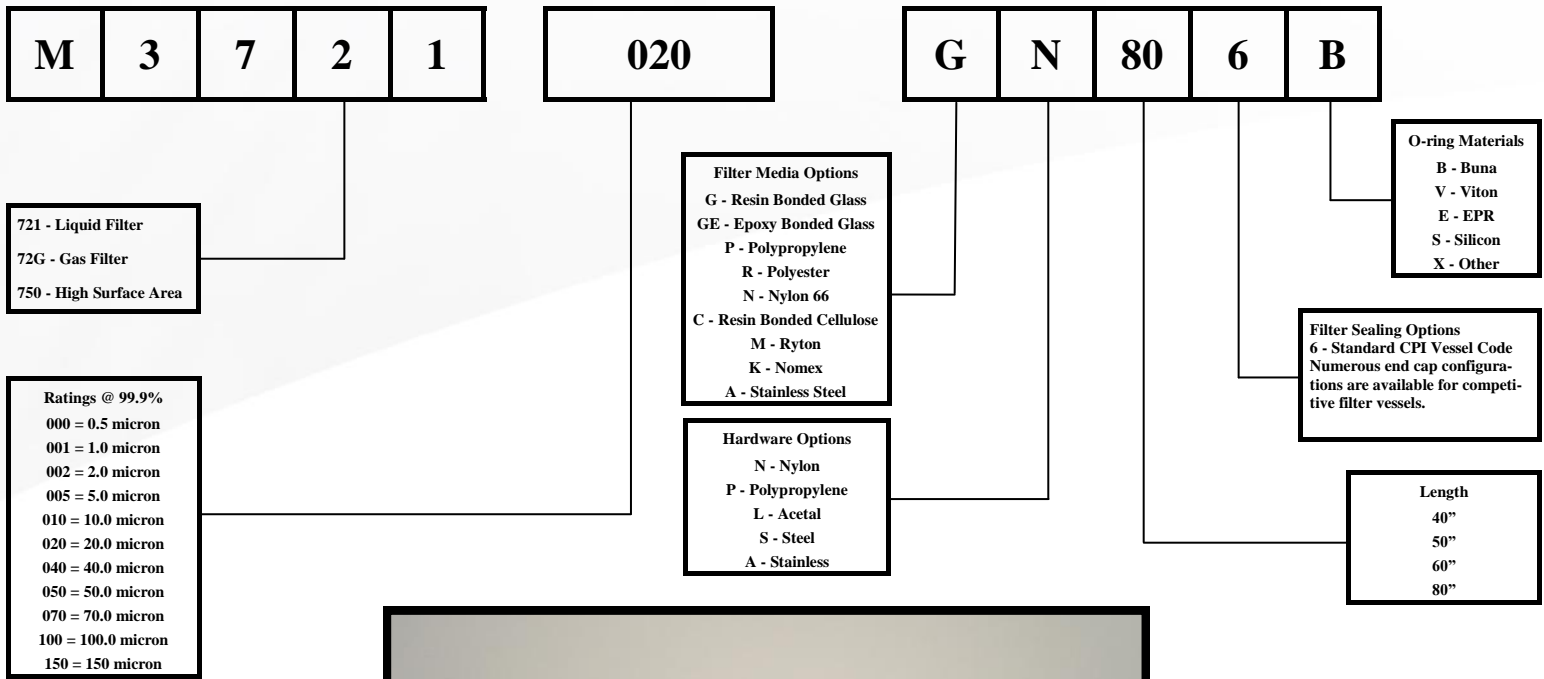 M 3 7 2 1 020 G N 80 6 B
721 - Liquid Filter
72G - Gas Filter
750 - High Surface Area
Ratings @ 99.9%
000 = 0.5 micron
001 = 1.0 micron
002 = 2.0 micron
005 = 5.0 micron
010 = 10.0 micron
020 = 20.0 micron
040 = 40.0 micron
050 = 50.0 micron
070 = 70.0 micron
100 = 100.0 micron
150 = 150 micron
Filter Media Options
G - Resin Bonded Glass
GE - Epoxy Bonded Glass
P - Polypropylene
R - Polyester
N - Nylon 66
C - Resin Bonded Cellulose
M - Ryton
K - Nomex
A - Stainless Steel
Hardware Options
N - Nylon
P - Polypropylene
L - Acetal
S - Steel
A - Stainless
O-ring Materials
B - Buna
V - Viton
E - EPR
S - Silicon
X - Other
Filter Sealing Options
6 - Standard CPI Vessel Code
Numerous end cap configura-
tions are available for competi-
tive filter vessels.
Length
40”
50”
60”
80”